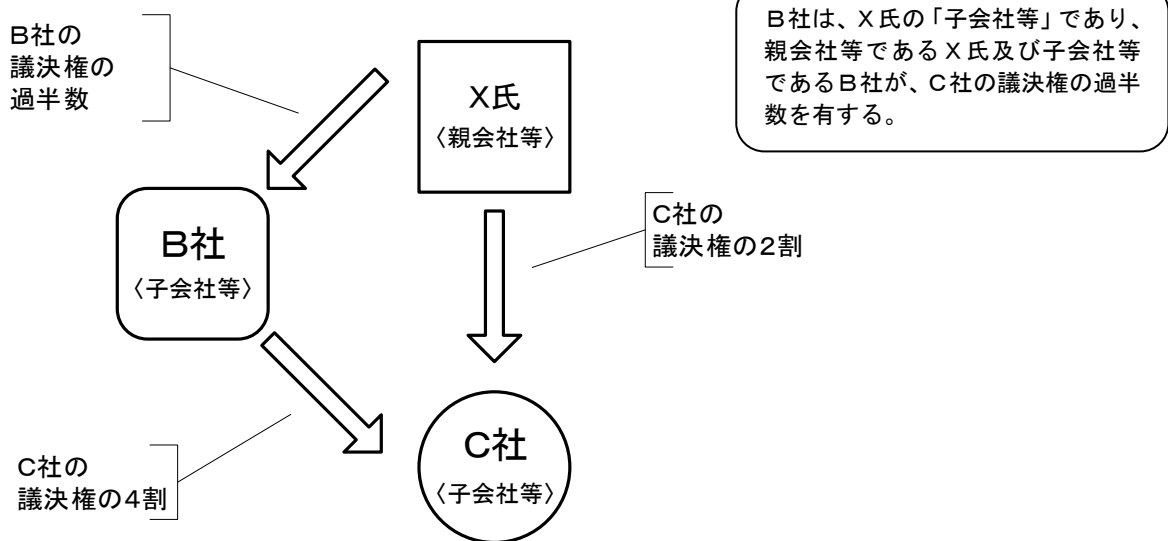 B社の
議決権の
過半数
X氏
〈親会社等〉
B社は、X氏の「子会社等」であり、
親会社等であるX氏及び子会社等
であるB社が、C社の議決権の過半
数を有する。
B社
〈子会社等〉
C社の
議決権の2割
C社の
議決権の4割
C社
〈子会社等〉